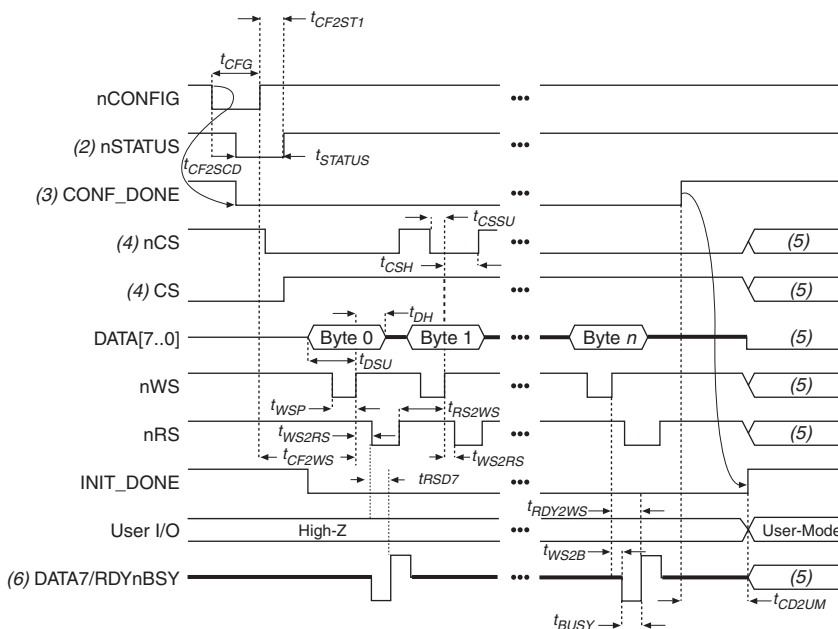 tCF2ST1
tCFG
nCONFIG
(2) nSTATUS
tSTATUS
tCF2SCD
(3) CONF_DONE
tCSSU
(4) nCS
(5)
tCSH
(4) CS
(5)
tDH
DATA[7..0]
Byte 0
Byte 1
Byte n
(5)
tDSU
nWS
(5)
tWSP
tRS2WS
nRS
(5)
tWS2RS
tWS2RS
tCF2WS
tRSD7
INIT_DONE
tRDY2WS
User I/O
High-Z
User-Mode
tWS2B
(6) DATA7/RDYnBSY
(5)
tCD2UM
tBUSY